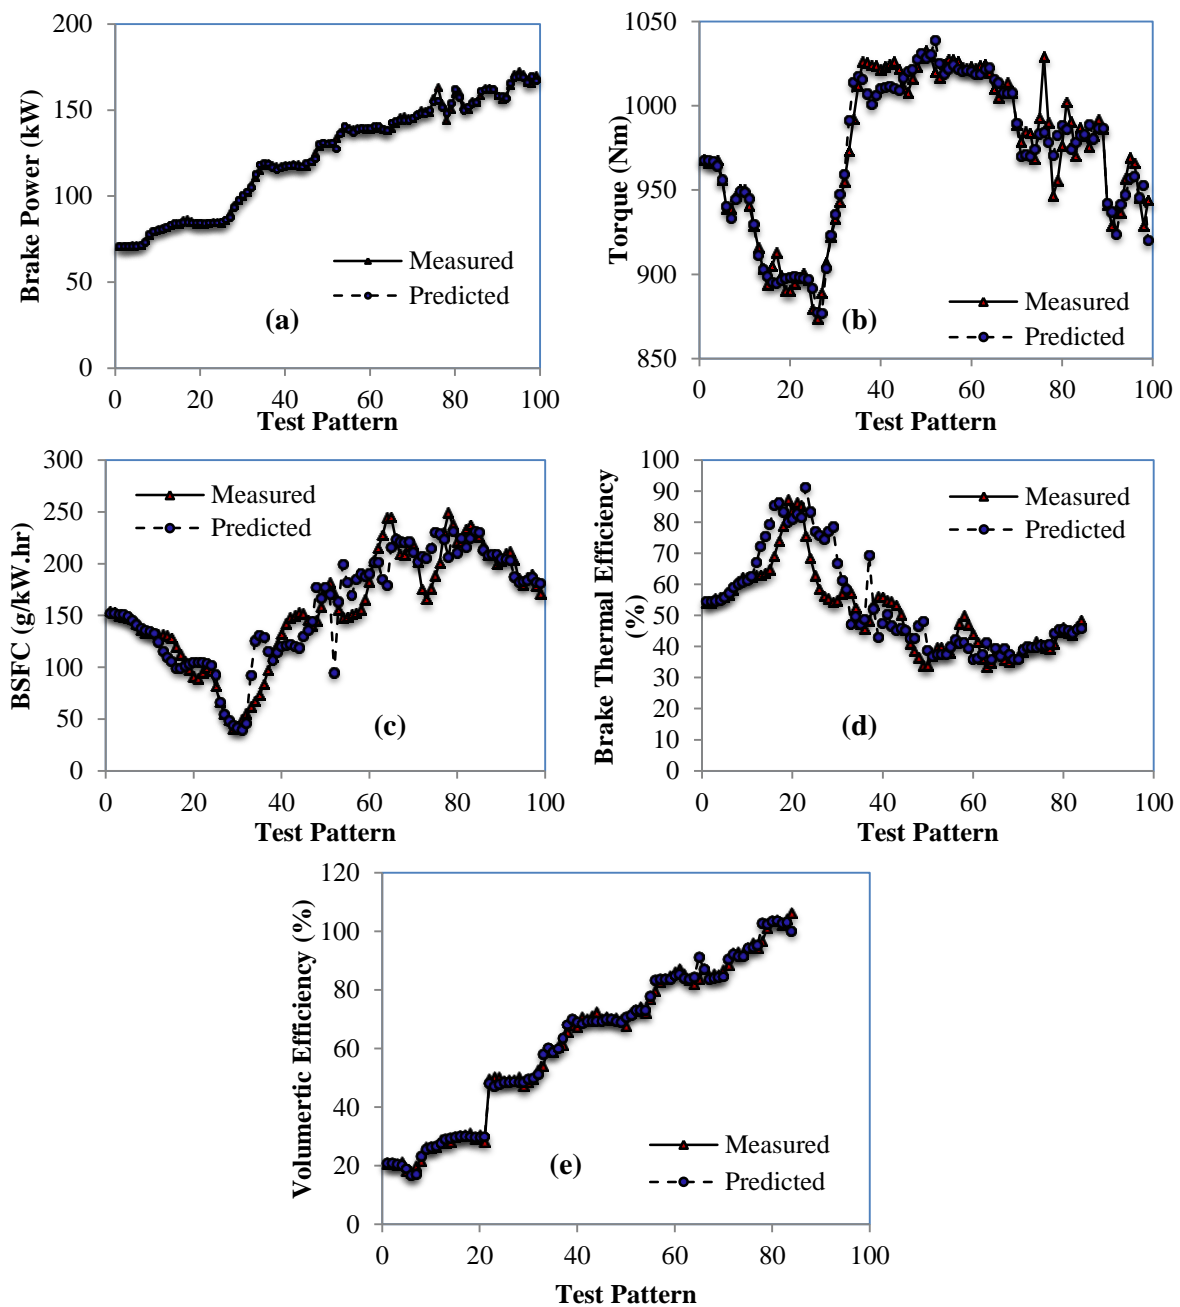 200
150
100
50
0
Brake Power (kW)
Measured
Predicted
(a)
0 20 40 60 80 100
Test Pattern
1050
1000
950
900
850
Torque (Nm)
Measured
Predicted
(b)
0 20 40 60 80 100
Test Pattern
300
250
200
150
100
50
0
BSFC (g/kW.hr)
Measured
Predicted
(c)
0 20 40 60 80 100
Test Pattern
100
90
80
70
60
50
40
30
20
10
0
Brake Thermal Efficiency
(%)
Measured
Predicted
(d)
0 20 40 60 80 100
Test Pattern
120
100
80
60
40
20
0
Volumertic Efficiency (%)
Measured
Predicted
(e)
0 20 40 60 80 100
Test Pattern